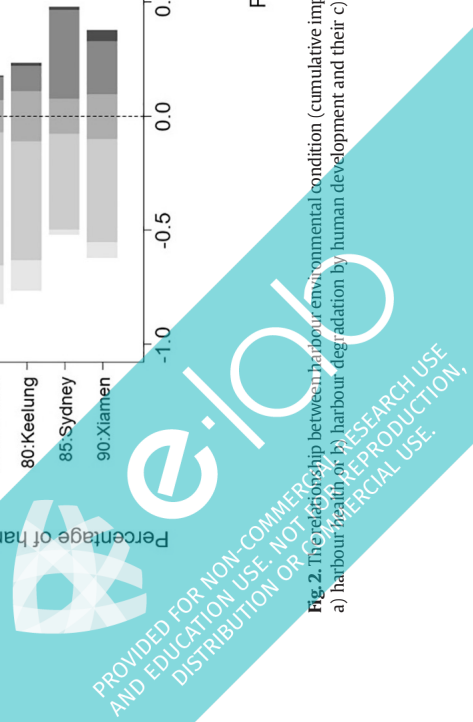 80:Keelung
85:Sydney
90:Xiamen
-1.0
-0.5
0.0
Percentage of
Fig. 2. The relationship between harbour environmental condition (cumulative
a) harbour health or b) harbour degradation by human development and their c)
e.lab
PROVIDED FOR NON-COMMERCIAL RESEARCH USE
AND EDUCATION USE. NOT FOR REPRODUCTION,
DISTRIBUTION OR COMMERCIAL USE.